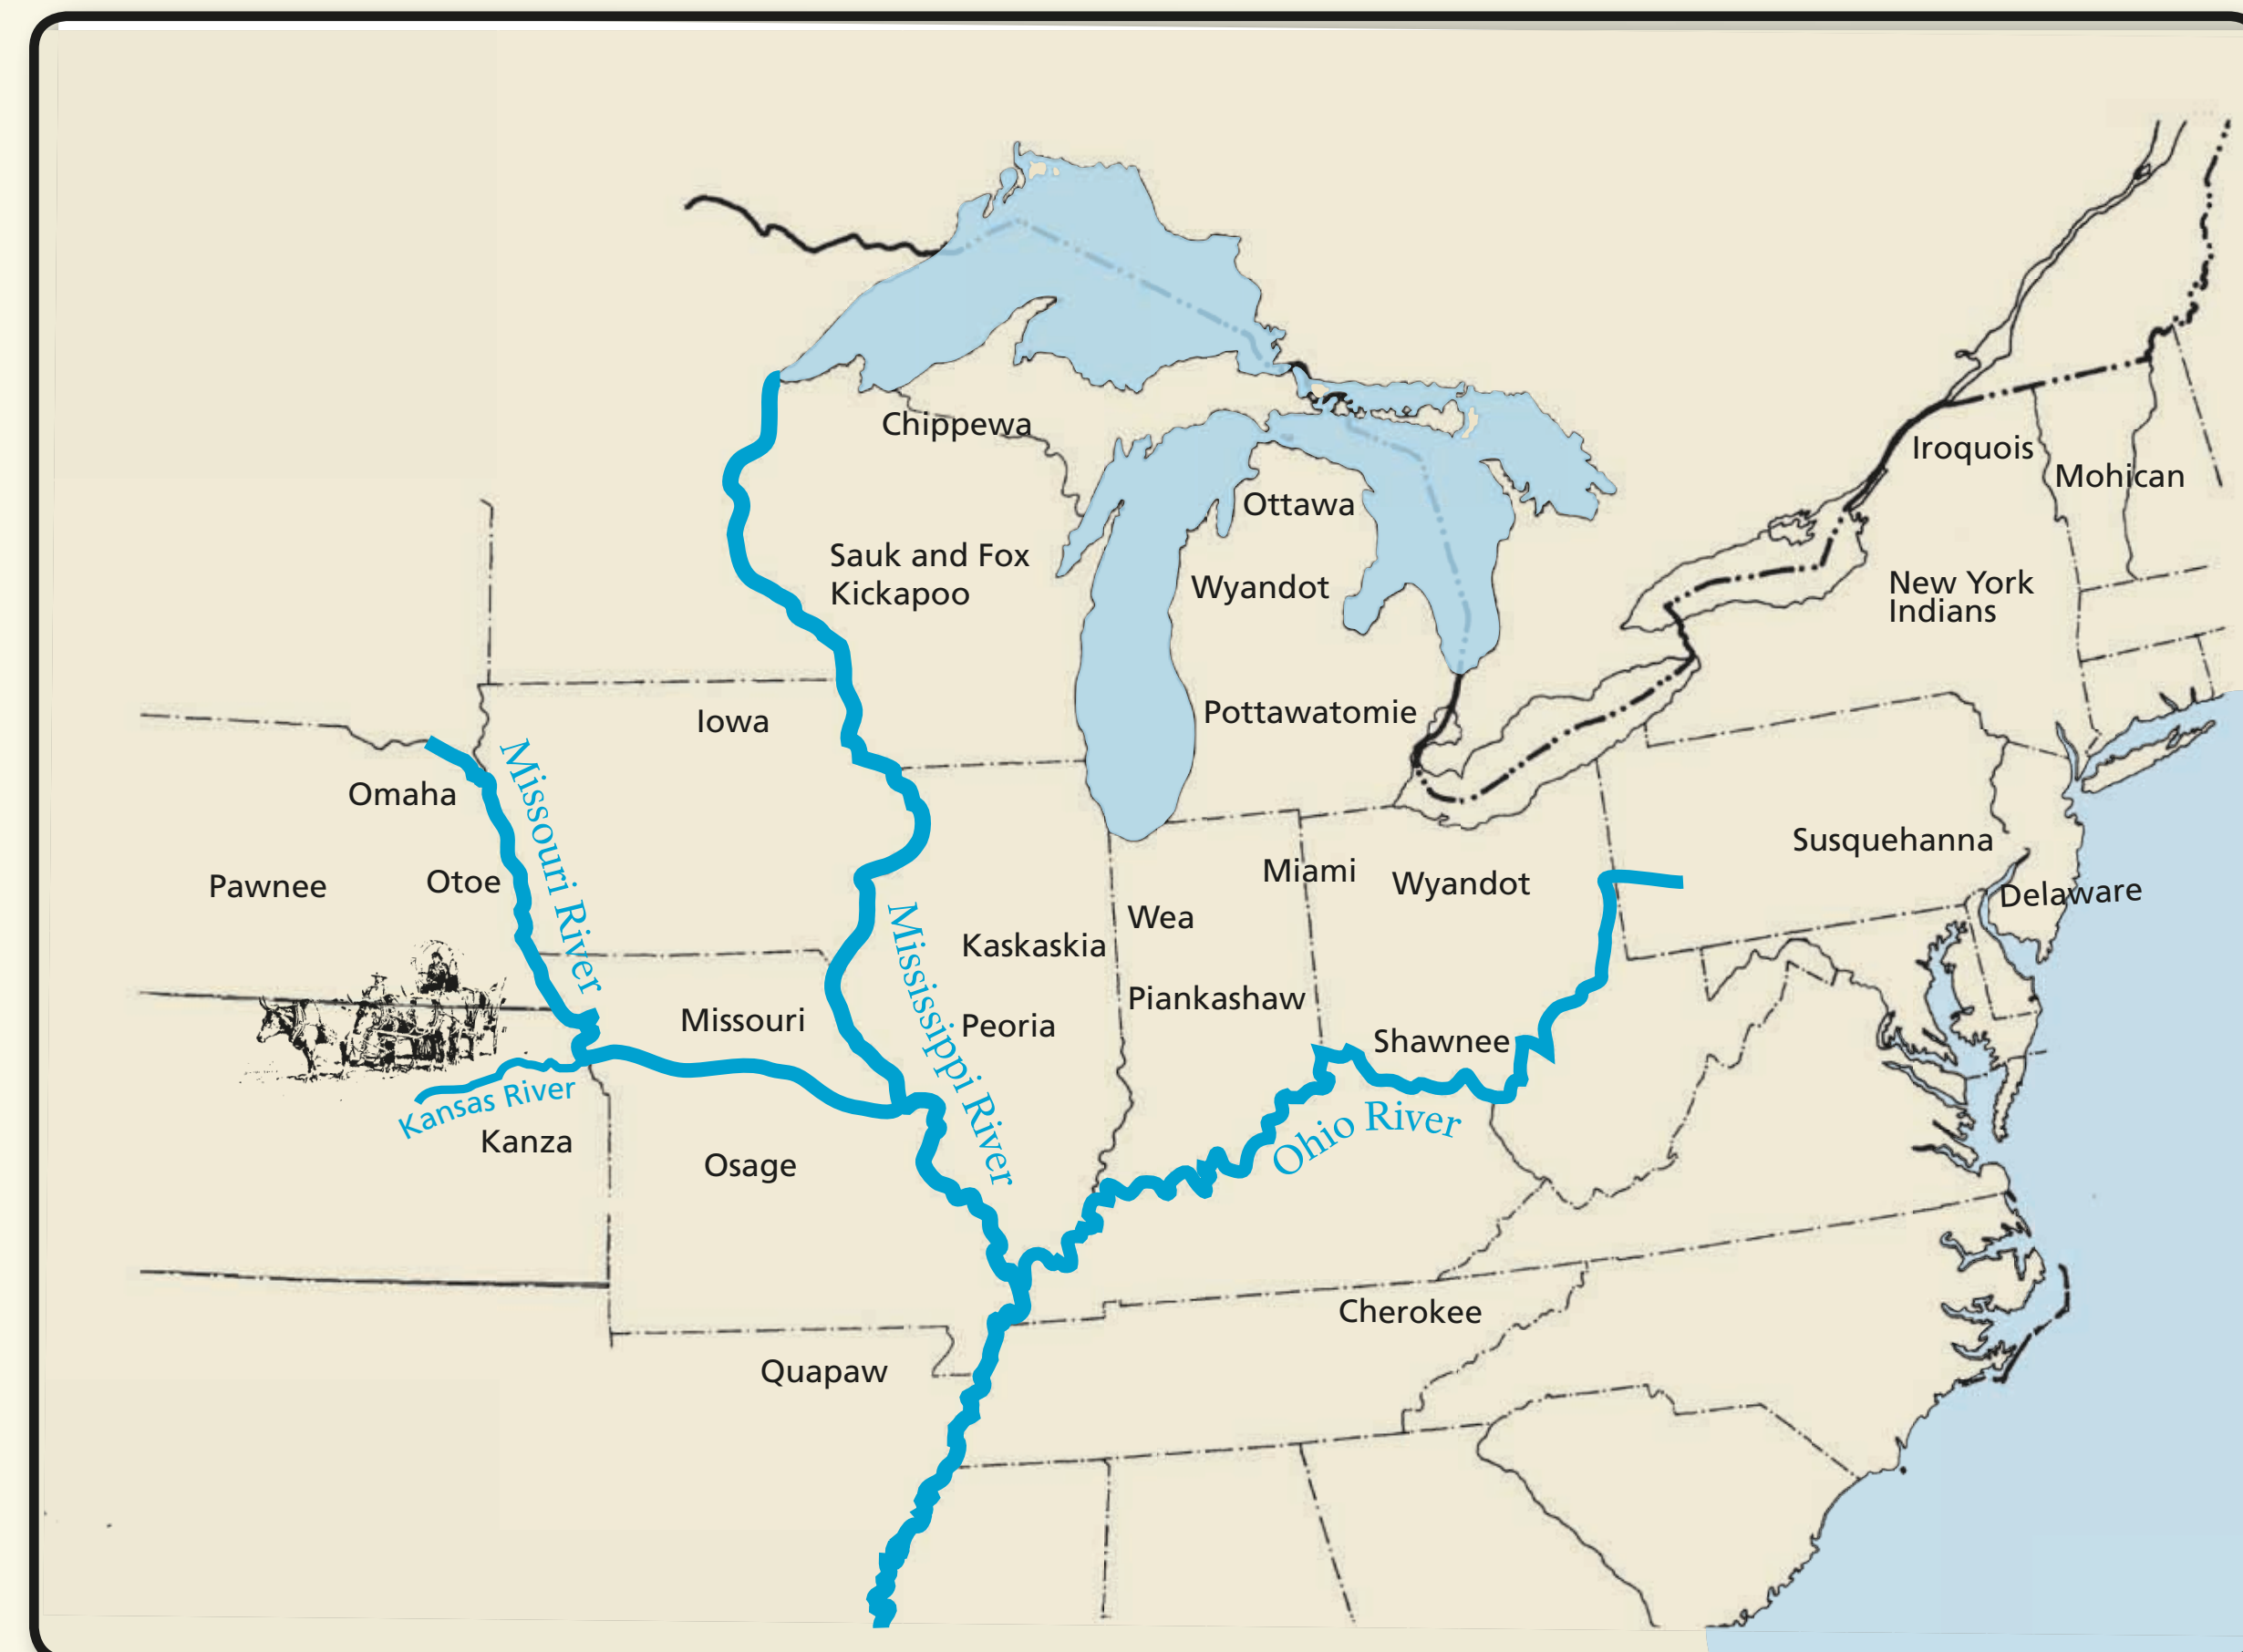 Chippewa
Iroquois
Mohican
Ottawa
Sauk and Fox
Kickapoo
Wyandot
New York
Indians
Pottawatomie
Iowa
Omaha
Missouri River
Susquehanna
Miami
Wyandot
Otoe
Pawnee
Delaware
Wea
Kaskaskia
Mississippi River
Piankashaw
Missouri
Peoria
Shawnee
Kansas River
Ohio River
Kanza
Osage
Cherokee
Quapaw